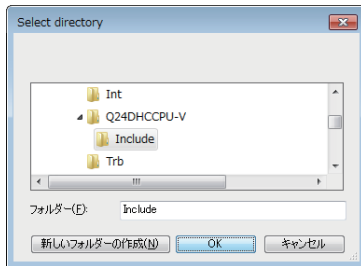 Select directory
Int
Q24DHCCPU-V
Include
Trb
フォルダー(F): Include
新しいフォルダーの作成(N) OK キャンセル